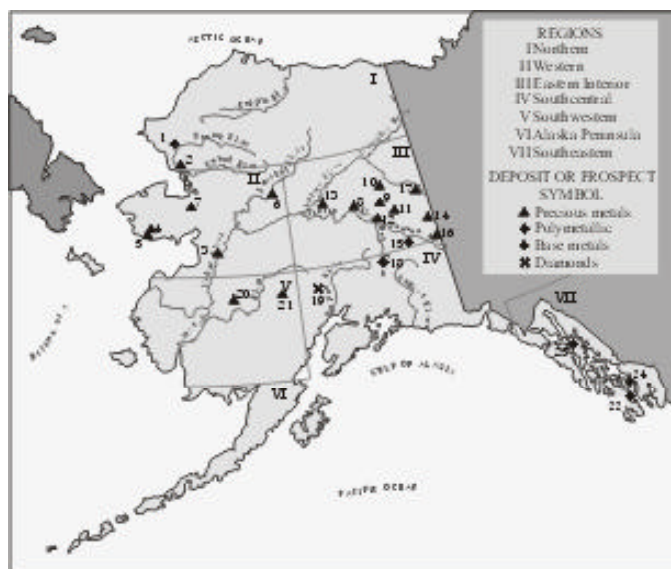 ARCTIC OCEAN
REGIONS
I Northern
II Western
III Eastern Interior
IV Southcentral
V Southwestern
VI Alaska Peninsula
VII Southeastern
DEPOSIT OR PROSPECT
SYMBOL
Precious metals
Polymetallic
Base metals
Diamonds
I
1
2
III
II
10
17
7
6
13
8
9
11
14
4
5
12
15
16
3
18
IV
V
19
20
21
VII
GULF OF ALASKA
24
22
VI
PACIFIC OCEAN